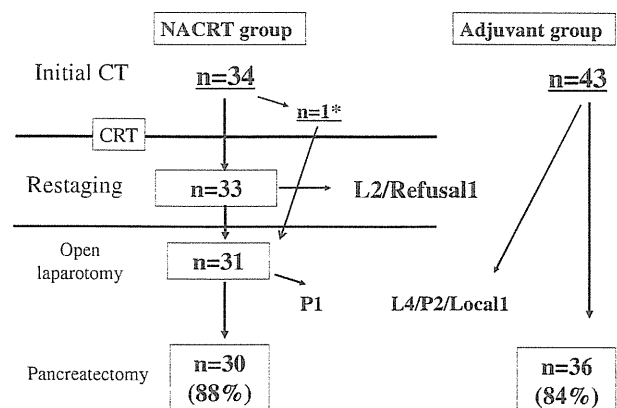 NACRT group
Adjuvant group
Initial CT
n=34
n=43
n=1*
CRT
Restaging
n=33
L2/Refusal1
Open
laparotomy
n=31
P1
L4/P2/Local1
Pancreatectomy
n=30
(88%)
n=36
(84%)